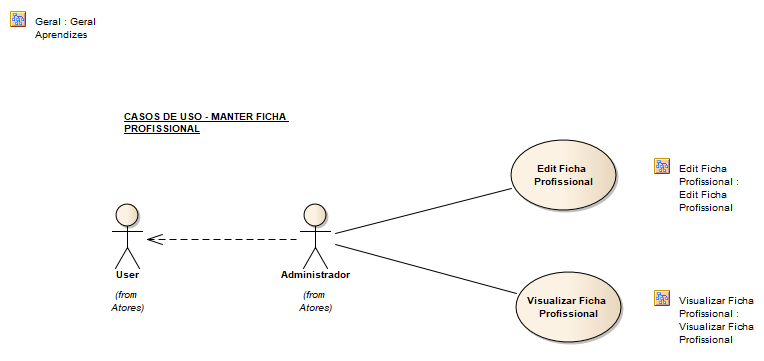 Geral : Geral
Aprendizes
CASOS DE USO - MANTER FICHA
PROFISSIONAL
Edit Ficha
Profissional
Edit Ficha
Profissional :
Edit Ficha
Profissional
User
(from
Atores)
Administrador
(from
Atores)
Visualizar Ficha
Profissional
Visualizar Ficha
Profissional :
Visualizar Ficha
Profissional